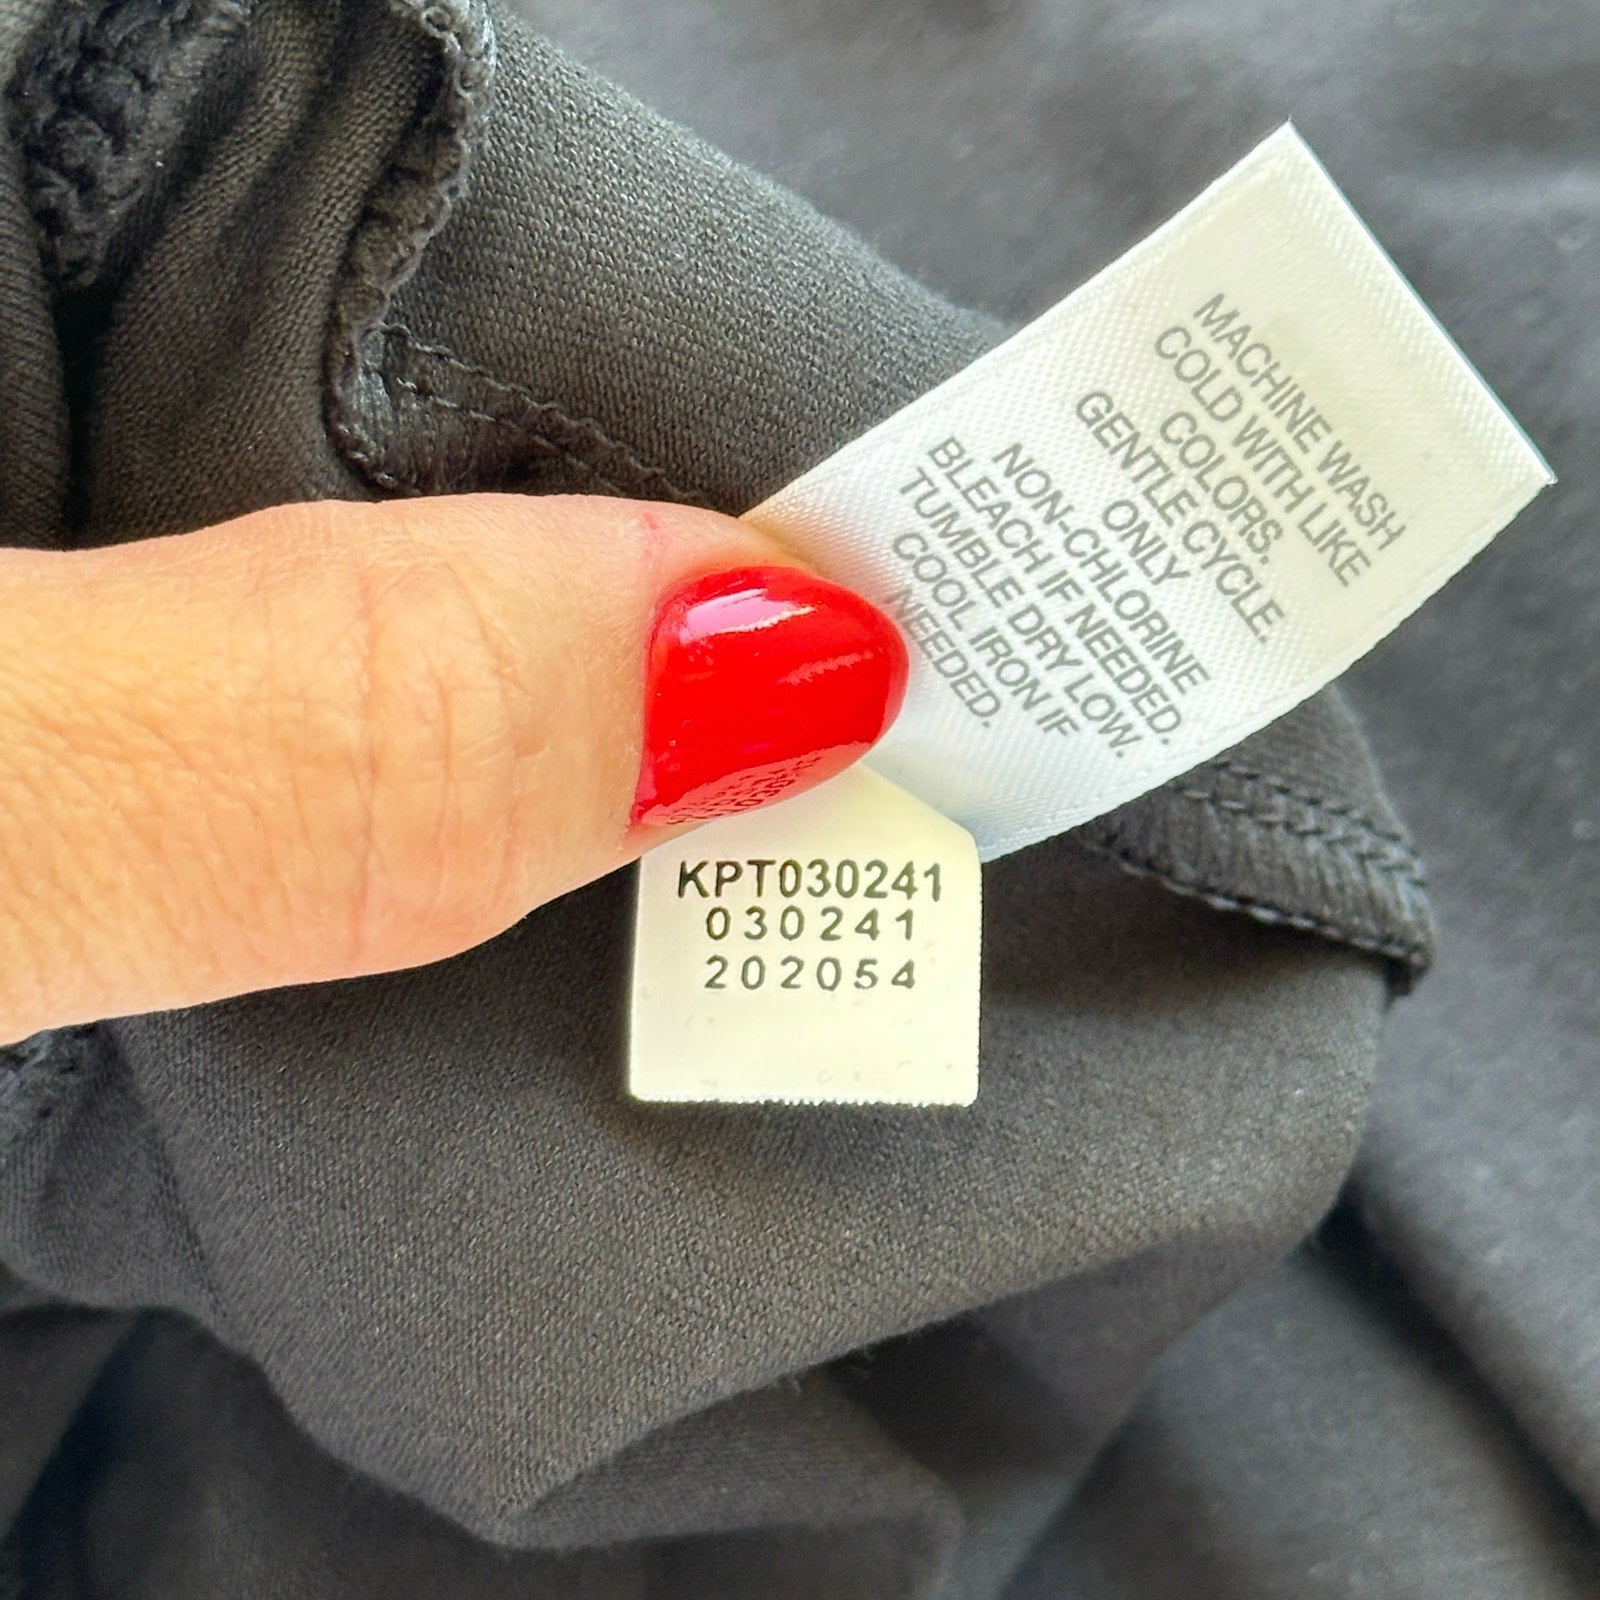 MACHINE WASH
COLD WITH LIKE
COLORS.
GENTLE CYCLE.
ONLY
NON-CHLORINE
BLEACH IF NEEDED.
TUMBLE DRY LOW.
COOL IRON IF
NEEDED.
KPT030241
030241
202054